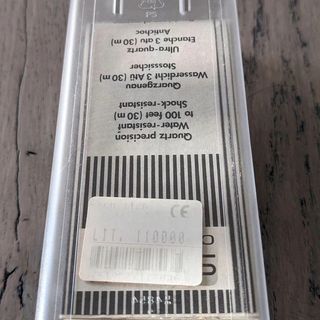 Quartz precision
Water-resistant
to 100 feet (30 m)
Shock-resistant
Quarzgenau
Wasserdicht 3 Atü (30 m)
Stosssicher
Ultra-quartz
Etanche 3 atu (30 m)
Antichoc
CE
LIT. 110000